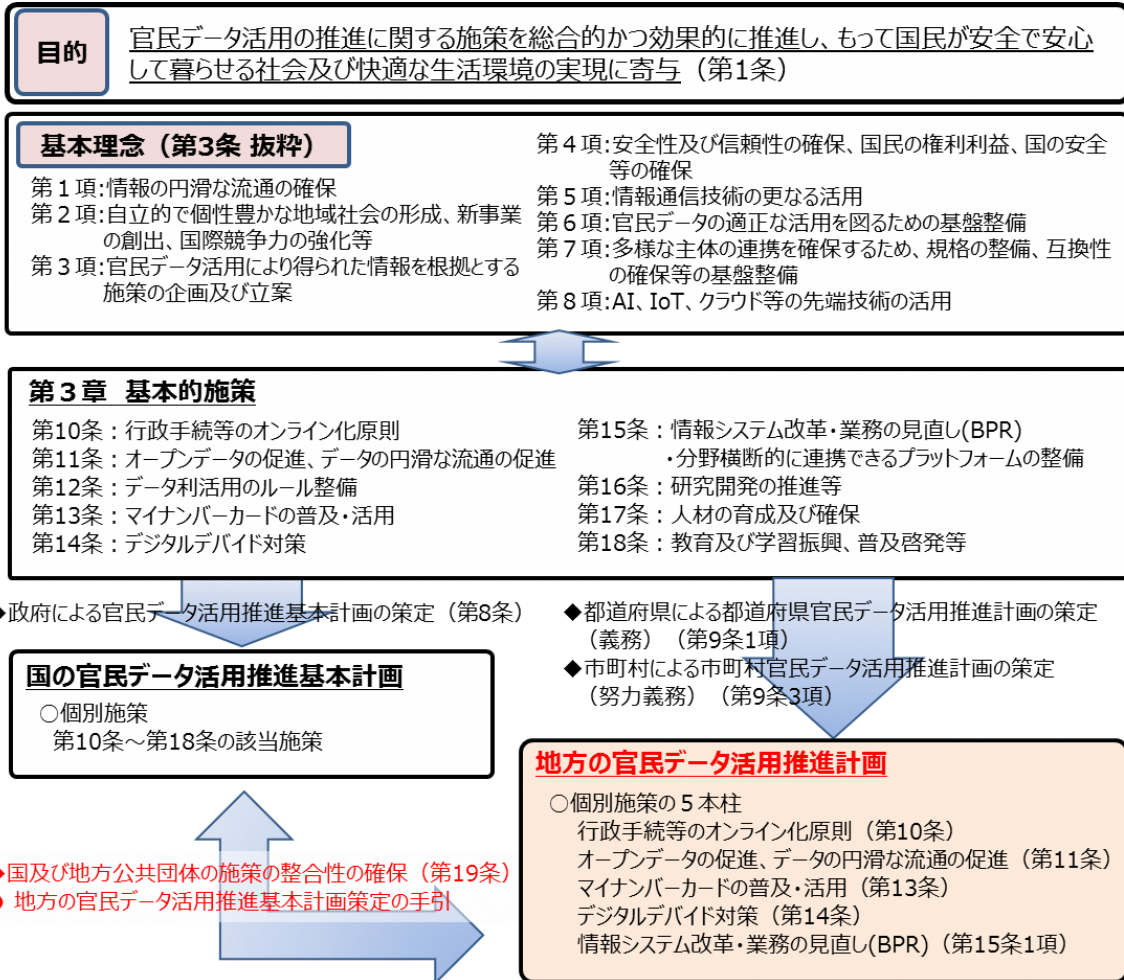 目的
官民データ活用の推進に関する施策を総合的かつ効果的に推進し、もって国民が安全で安心
して暮らせる社会及び快適な生活環境の実現に寄与（第1条）
基本理念（第3条 抜粋）
第１項:情報の円滑な流通の確保
第２項:自立的で個性豊かな地域社会の形成、新事業
の創出、国際競争力の強化等
第３項:官民データ活用により得られた情報を根拠とする
施策の企画及び立案
第４項:安全性及び信頼性の確保、国民の権利利益、国の安全
等の確保
第５項:情報通信技術の更なる活用
第６項:官民データの適正な活用を図るための基盤整備
第７項:多様な主体の連携を確保するため、規格の整備、互換性
の確保等の基盤整備
第８項:AI、IoT、クラウド等の先端技術の活用
第３章 基本的施策
第10条：行政手続等のオンライン化原則
第11条：オープンデータの促進、データの円滑な流通の促進
第12条：データ利活用のルール整備
第13条：マイナンバーカードの普及・活用
第14条：デジタルデバイド対策
第15条：情報システム改革・業務の見直し(BPR)
・分野横断的に連携できるプラットフォームの整備
第16条：研究開発の推進等
第17条：人材の育成及び確保
第18条：教育及び学習振興、普及啓発等
◆政府による官民データ活用推進基本計画の策定（第8条）
◆都道府県による都道府県官民データ活用推進計画の策定
（義務）（第9条1項）
◆市町村による市町村官民データ活用推進計画の策定
（努力義務）（第9条3項）
国の官民データ活用推進基本計画
○個別施策
第10条～第18条の該当施策
地方の官民データ活用推進計画
○個別施策の５本柱
行政手続等のオンライン化原則（第10条）
オープンデータの促進、データの円滑な流通の促進（第11条）
マイナンバーカードの普及・活用（第13条）
デジタルデバイド対策（第14条）
情報システム改革・業務の見直し(BPR)（第15条1項）
◆国及び地方公共団体の施策の整合性の確保（第19条）
● 地方の官民データ活用推進基本計画策定の手引